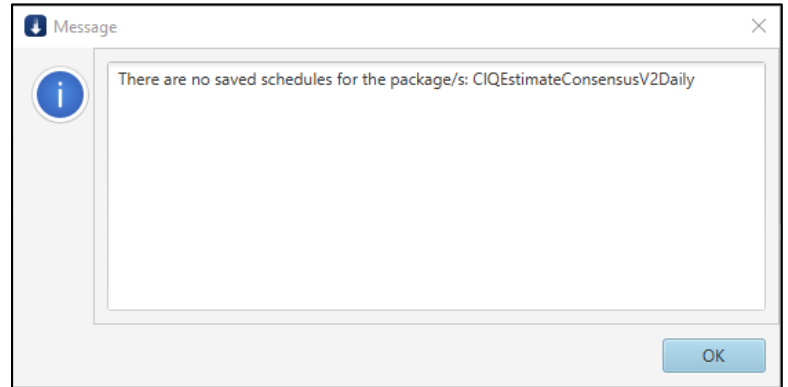 Message
There are no saved schedules for the package/s: CIQEstimateConsensusV2Daily
OK